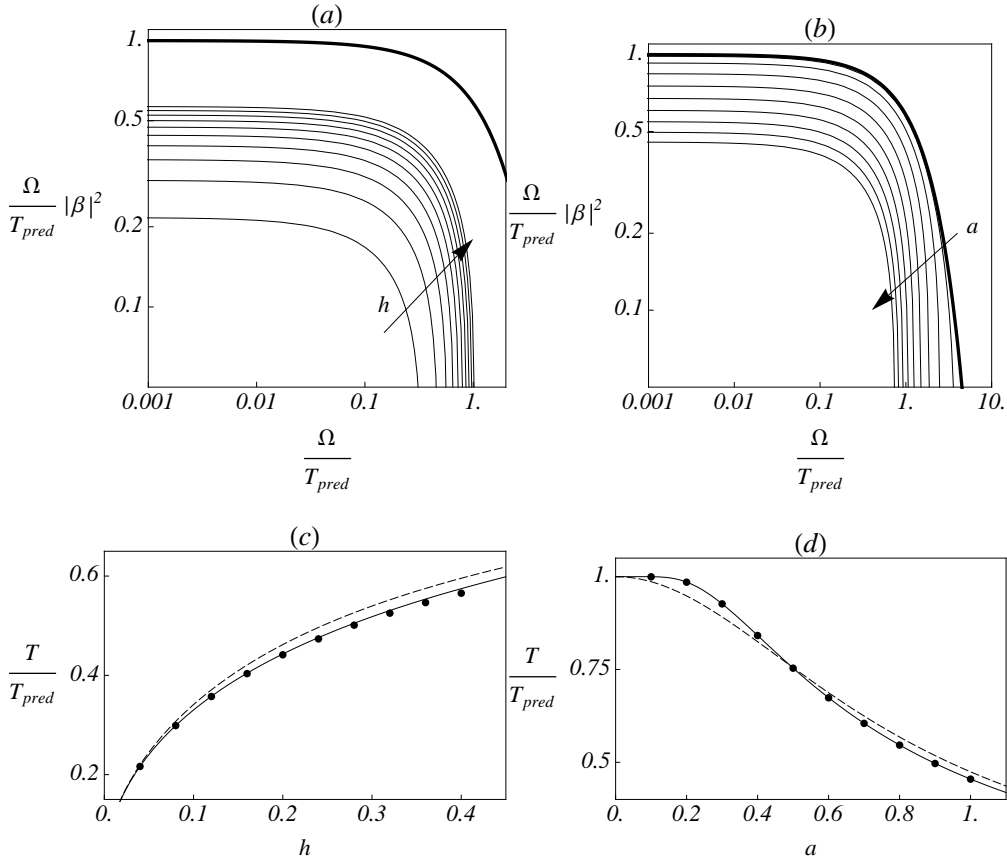 (a)
1.
0.5
0.2
0.1
Ω
T_pred
|β|²
h
0.001 0.01 0.1 1.
Ω
T_pred
(b)
1.
0.5
0.2
0.1
Ω
T_pred
|β|²
a
0.001 0.01 0.1 1. 10.
Ω
T_pred
(c)
0.6
0.4
0.2
T
T_pred
0. 0.1 0.2 0.3 0.4
h
(d)
1.
0.75
0.5
T
T_pred
0. 0.2 0.4 0.6 0.8 1.
a